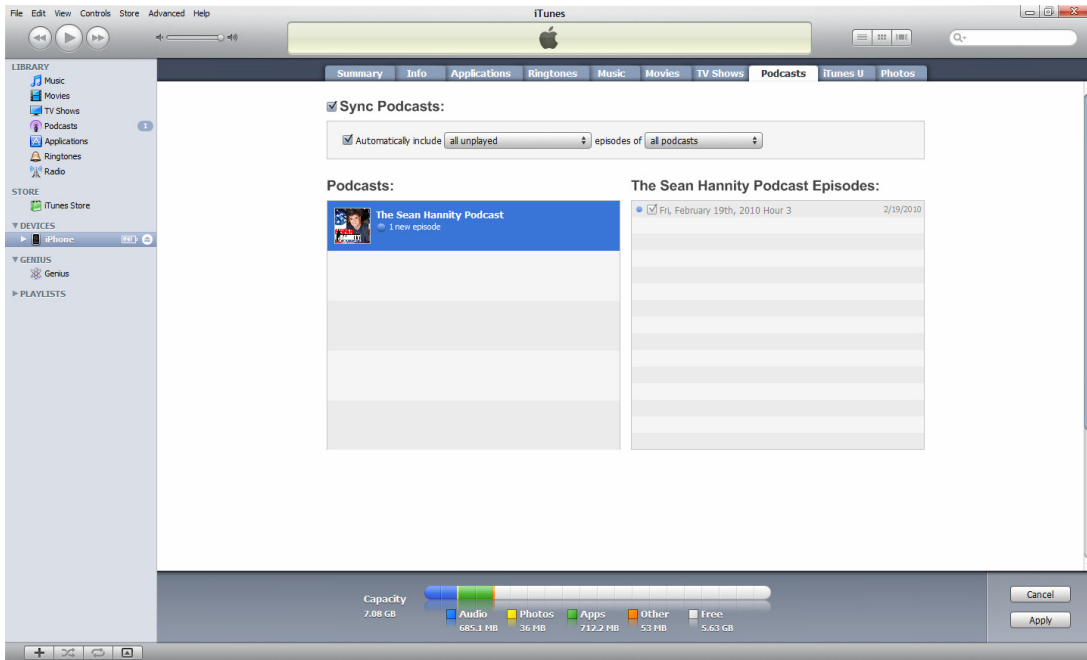 File Edit View Controls Store Advanced Help
iTunes
LIBRARY
Music
Movies
TV Shows
Podcasts 1
Applications
Ringtones
Radio
STORE
iTunes Store
DEVICES
iPhone
GENIUS
Genius
PLAYLISTS
Summary Info Applications Ringtones Music Movies TV Shows Podcasts iTunes U Photos
Sync Podcasts:
Automatically include all unplayed episodes of all podcasts
Podcasts:
The Sean Hannity Podcast
1 new episode
The Sean Hannity Podcast Episodes:
Fri, February 19th, 2010 Hour 3 2/19/2010
Capacity
7.08 GB
Audio Photos Apps Other Free
685.1 MB 36 MB 712.2 MB 53 MB 5.63 GB
Cancel
Apply